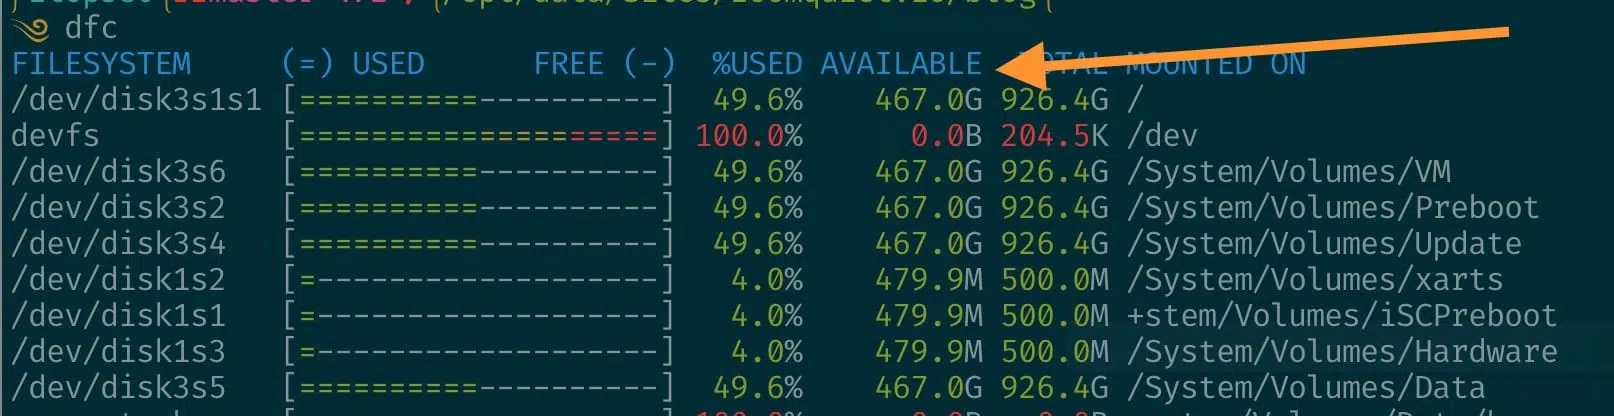 dfc
FILESYSTEM (=) USED FREE (-) %USED AVAILABLE TOTAL MOUNTED ON
/dev/disk3s1s1 [==========----------] 49.6% 467.0G 926.4G /
devfs [====================] 100.0% 0.0B 204.5K /dev
/dev/disk3s6 [==========----------] 49.6% 467.0G 926.4G /System/Volumes/VM
/dev/disk3s2 [==========----------] 49.6% 467.0G 926.4G /System/Volumes/Preboot
/dev/disk3s4 [==========----------] 49.6% 467.0G 926.4G /System/Volumes/Update
/dev/disk1s2 [=-------------------] 4.0% 479.9M 500.0M /System/Volumes/xarts
/dev/disk1s1 [=-------------------] 4.0% 479.9M 500.0M +stem/Volumes/iSCPreboot
/dev/disk1s3 [=-------------------] 4.0% 479.9M 500.0M /System/Volumes/Hardware
/dev/disk3s5 [==========----------] 49.6% 467.0G 926.4G /System/Volumes/Data